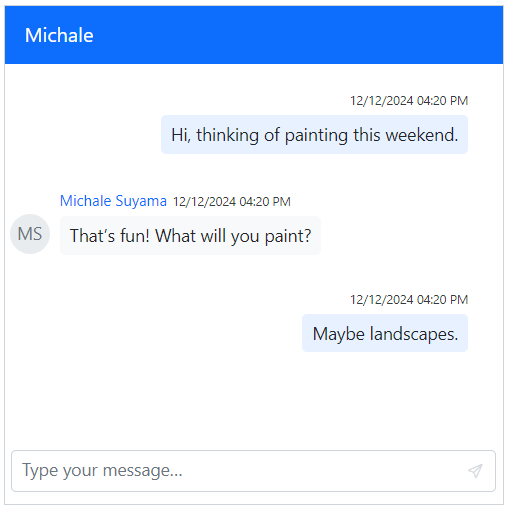 Michale
12/12/2024 04:20 PM
Hi, thinking of painting this weekend.
Michale Suyama 12/12/2024 04:20 PM
MS
That's fun! What will you paint?
12/12/2024 04:20 PM
Maybe landscapes.
Type your message...